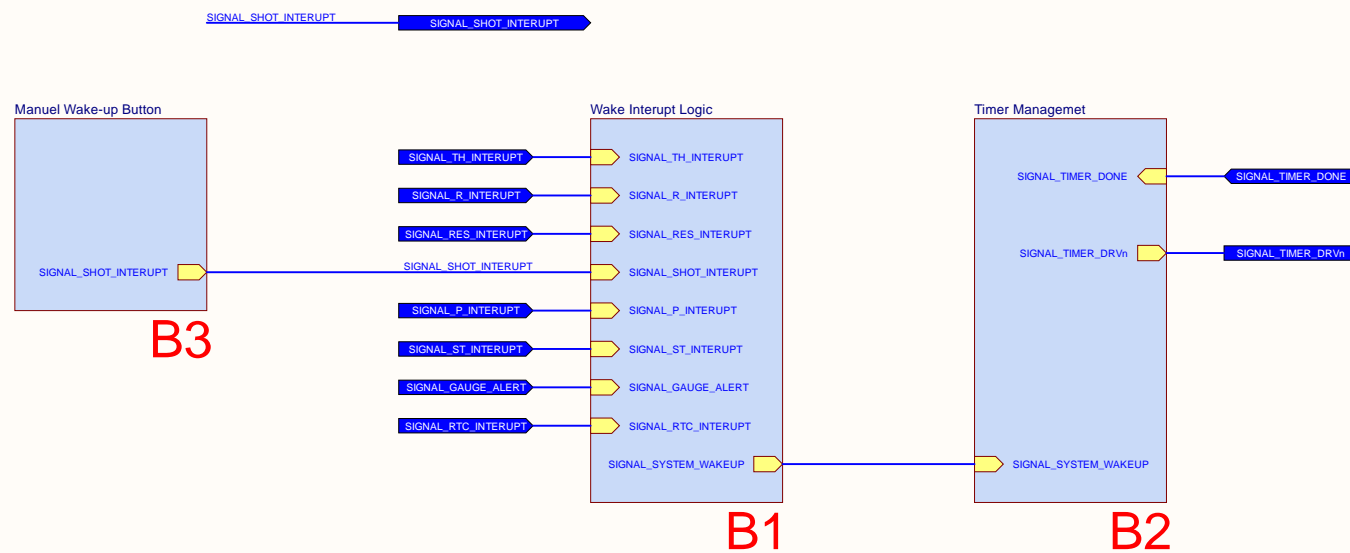 SIGNAL_SHOT_INTERUPT
SIGNAL_SHOT_INTERUPT
Manuel Wake-up Button
SIGNAL_SHOT_INTERUPT
B3
SIGNAL_SHOT_INTERUPT
SIGNAL_TH_INTERUPT
SIGNAL_R_INTERUPT
SIGNAL_RES_INTERUPT
SIGNAL_P_INTERUPT
SIGNAL_ST_INTERUPT
SIGNAL_GAUGE_ALERT
SIGNAL_RTC_INTERUPT
Wake Interupt Logic
SIGNAL_TH_INTERUPT
SIGNAL_R_INTERUPT
SIGNAL_RES_INTERUPT
SIGNAL_SHOT_INTERUPT
SIGNAL_P_INTERUPT
SIGNAL_ST_INTERUPT
SIGNAL_GAUGE_ALERT
SIGNAL_RTC_INTERUPT
SIGNAL_SYSTEM_WAKEUP
B1
Timer Managemet
SIGNAL_TIMER_DONE
SIGNAL_TIMER_DRVn
SIGNAL_SYSTEM_WAKEUP
B2
SIGNAL_TIMER_DONE
SIGNAL_TIMER_DRVn